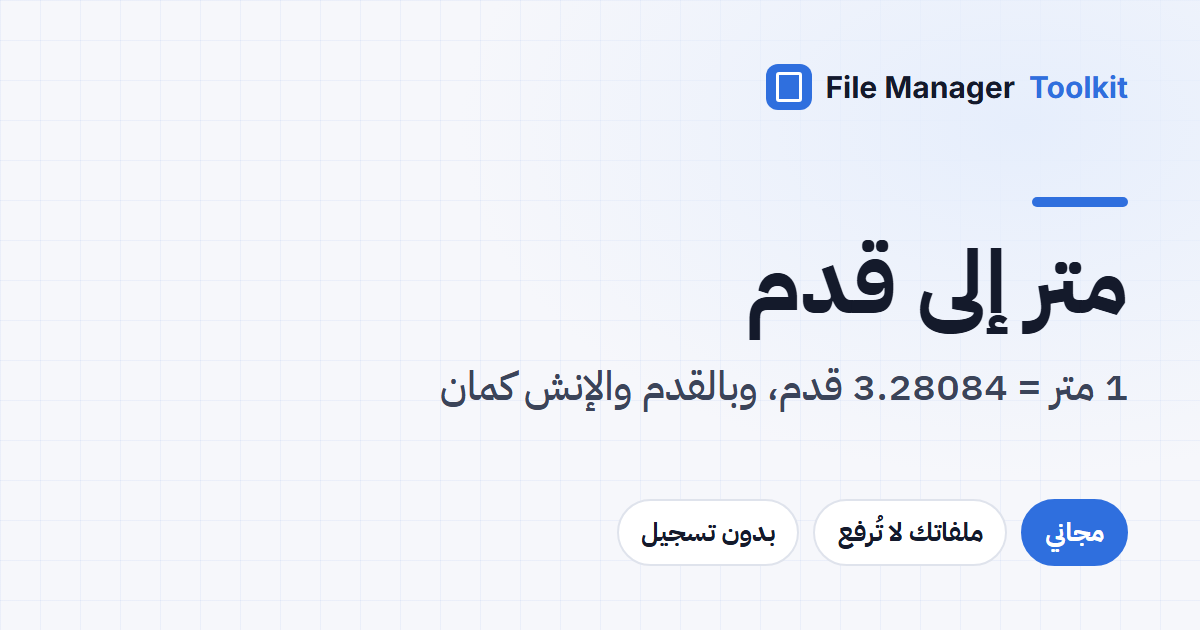 File Manager Toolkit
متر إلى قدم
1 متر = 3.28084 قدم، وبالقدم والإنش كمان
مجاني
ملفاتك لا تُرفع
بدون تسجيل